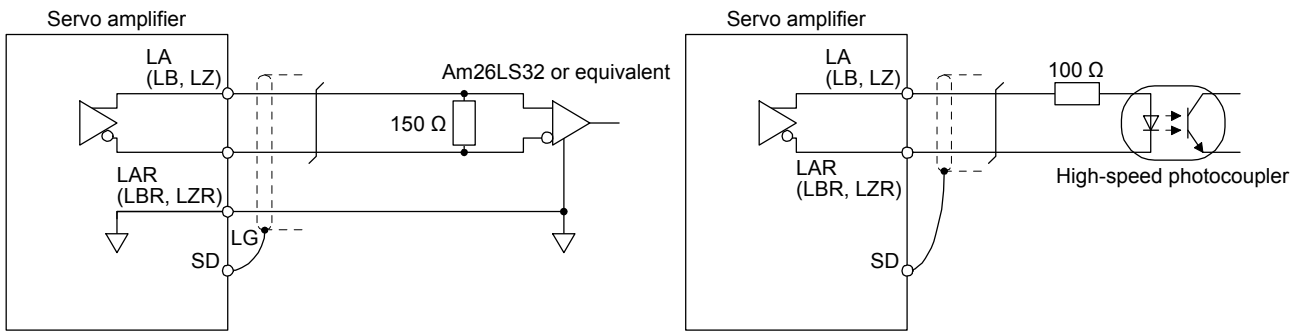 Servo amplifier
LA
(LB, LZ)
Am26LS32 or equivalent
150 Ω
LAR
(LBR, LZR)
LG
SD
Servo amplifier
LA
(LB, LZ)
100 Ω
LAR
(LBR, LZR)
High-speed photocoupler
SD